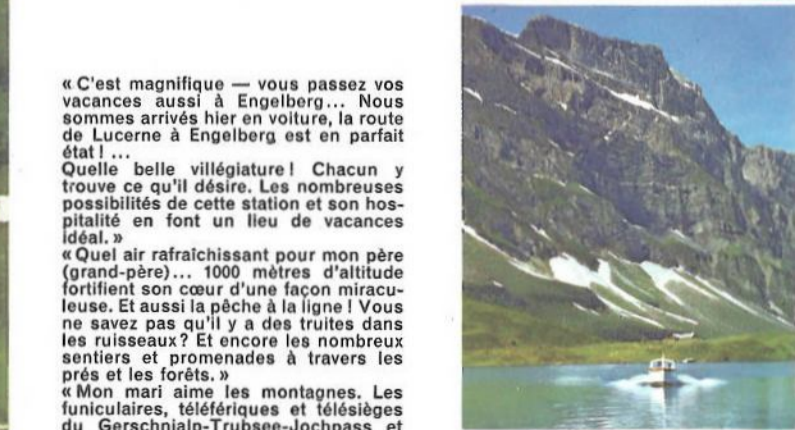 « C'est magnifique — vous passez vos
vacances aussi à Engelberg... Nous
sommes arrivés hier en voiture, la route
de Lucerne à Engelberg est en parfait
état ! ...
Quelle belle villégiature ! Chacun y
trouve ce qu'il désire. Les nombreuses
possibilités de cette station et son hos-
pitalité en font un lieu de vacances
idéal. »
« Quel air rafraîchissant pour mon père
(grand-père)... 1000 mètres d'altitude
fortifient son cœur d'une façon miracu-
leuse. Et aussi la pêche à la ligne ! Vous
ne savez pas qu'il y a des truites dans
les ruisseaux ? Et encore les nombreux
sentiers et promenades à travers les
prés et les forêts. »
« Mon mari aime les montagnes. Les
funiculaires, téléfériques et télésièges
du Gerschnialp-Trubsee-Jochpass et